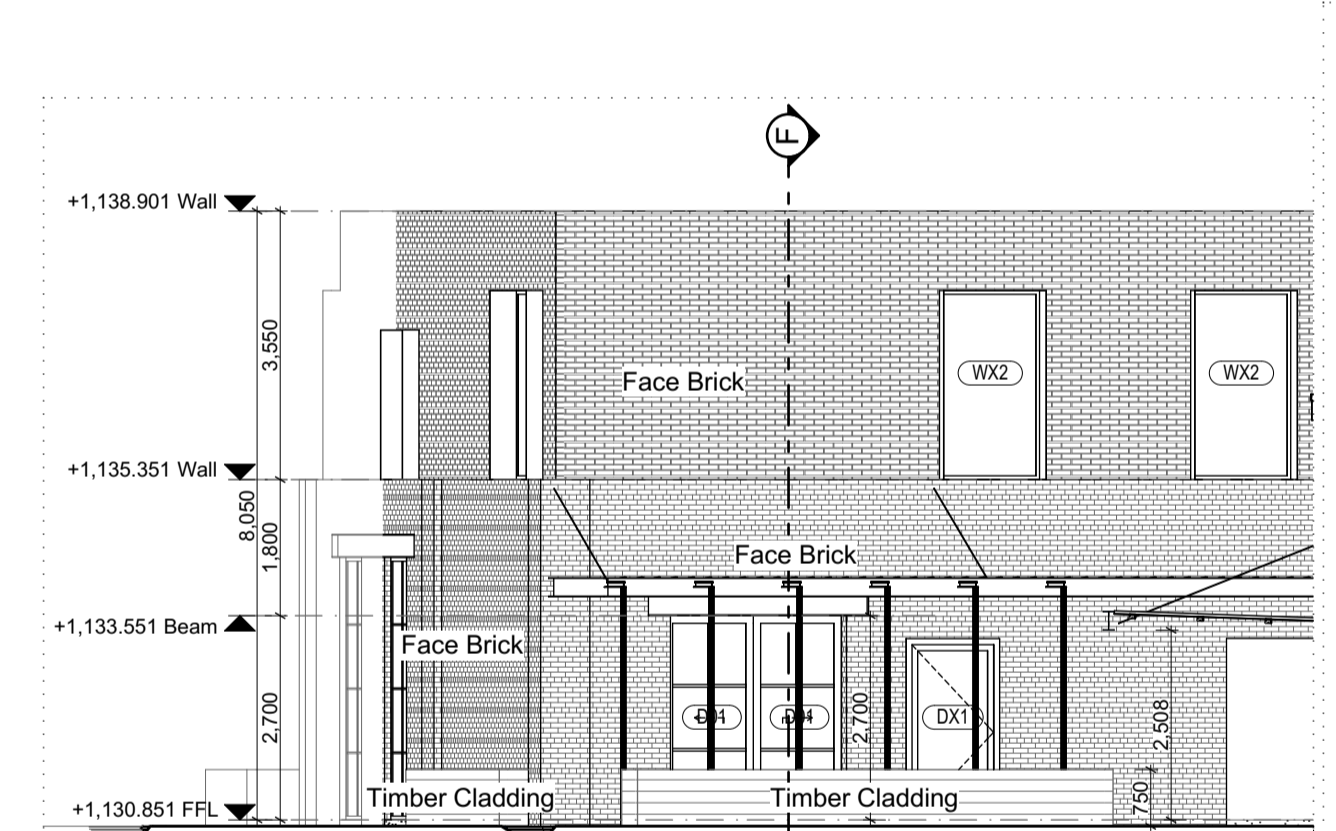 F
+1,138.901 Wall
3,550
Face Brick
WX2
WX2
+1,135.351 Wall
8,050
1,800
Face Brick
+1,133.551 Beam
Face Brick
2,700
2,700
DX1
2,508
750
+1,130.851 FFL
Timber Cladding
Timber Cladding